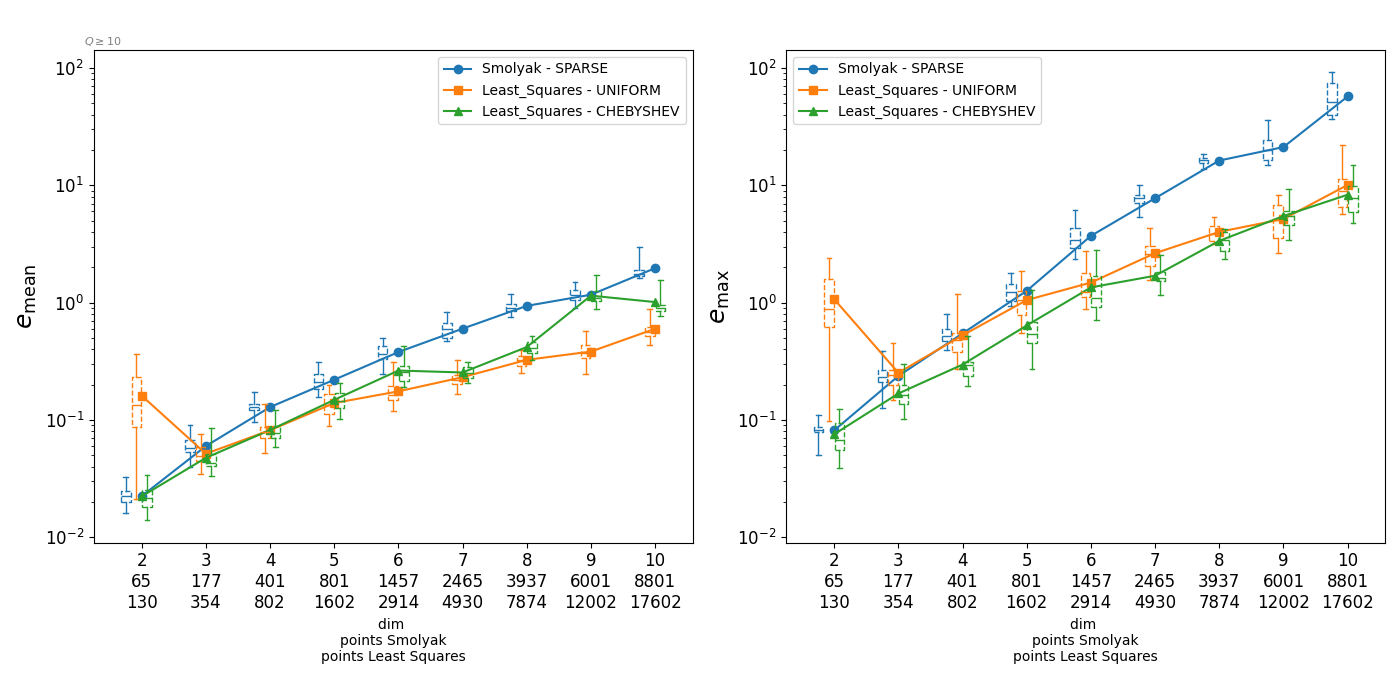 Q ≥ 10
10²
10¹
10⁰
10⁻¹
10⁻²
e_mean
Smolyak - SPARSE
Least_Squares - UNIFORM
Least_Squares - CHEBYSHEV
2 3 4 5 6 7 8 9 10
65 177 401 801 1457 2465 3937 6001 8801
130 354 802 1602 2914 4930 7874 12002 17602
dim
points Smolyak
points Least Squares
10²
10¹
10⁰
10⁻¹
10⁻²
e_max
Smolyak - SPARSE
Least_Squares - UNIFORM
Least_Squares - CHEBYSHEV
2 3 4 5 6 7 8 9 10
65 177 401 801 1457 2465 3937 6001 8801
130 354 802 1602 2914 4930 7874 12002 17602
dim
points Smolyak
points Least Squares